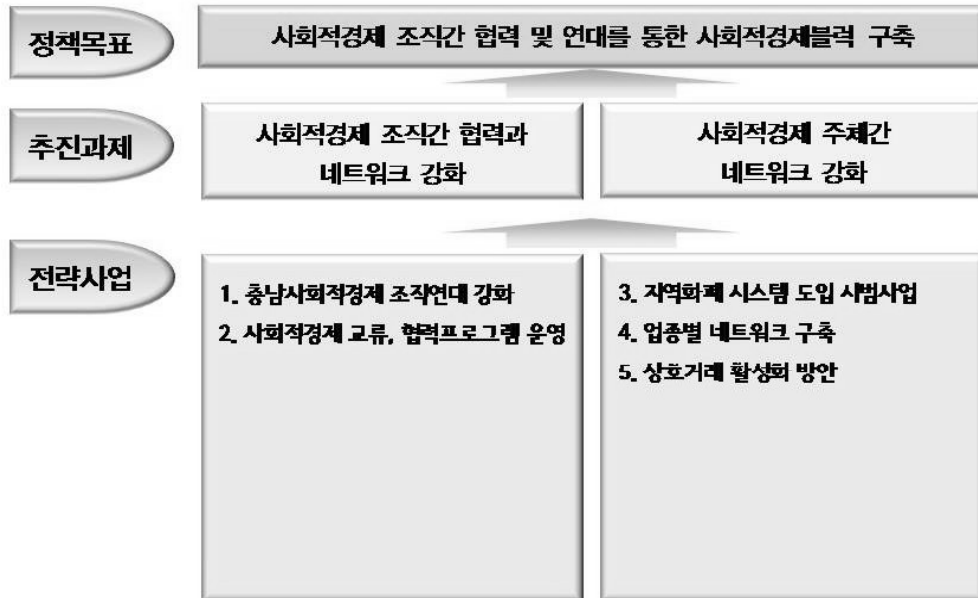 정책목표
사회적경제 조직간 협력 및 연대를 통한 사회적경제블럭 구축
추진과제
사회적경제 조직간 협력과
네트워크 강화
사회적경제 주체간
네트워크 강화
전략사업
1. 충남사회적경제 조직연대 강화
2. 사회적경제 교류, 협력프로그램 운영
3. 지역화폐 시스템 도입 시범사업
4. 업종별 네트워크 구축
5. 상호거래 활성회 방안